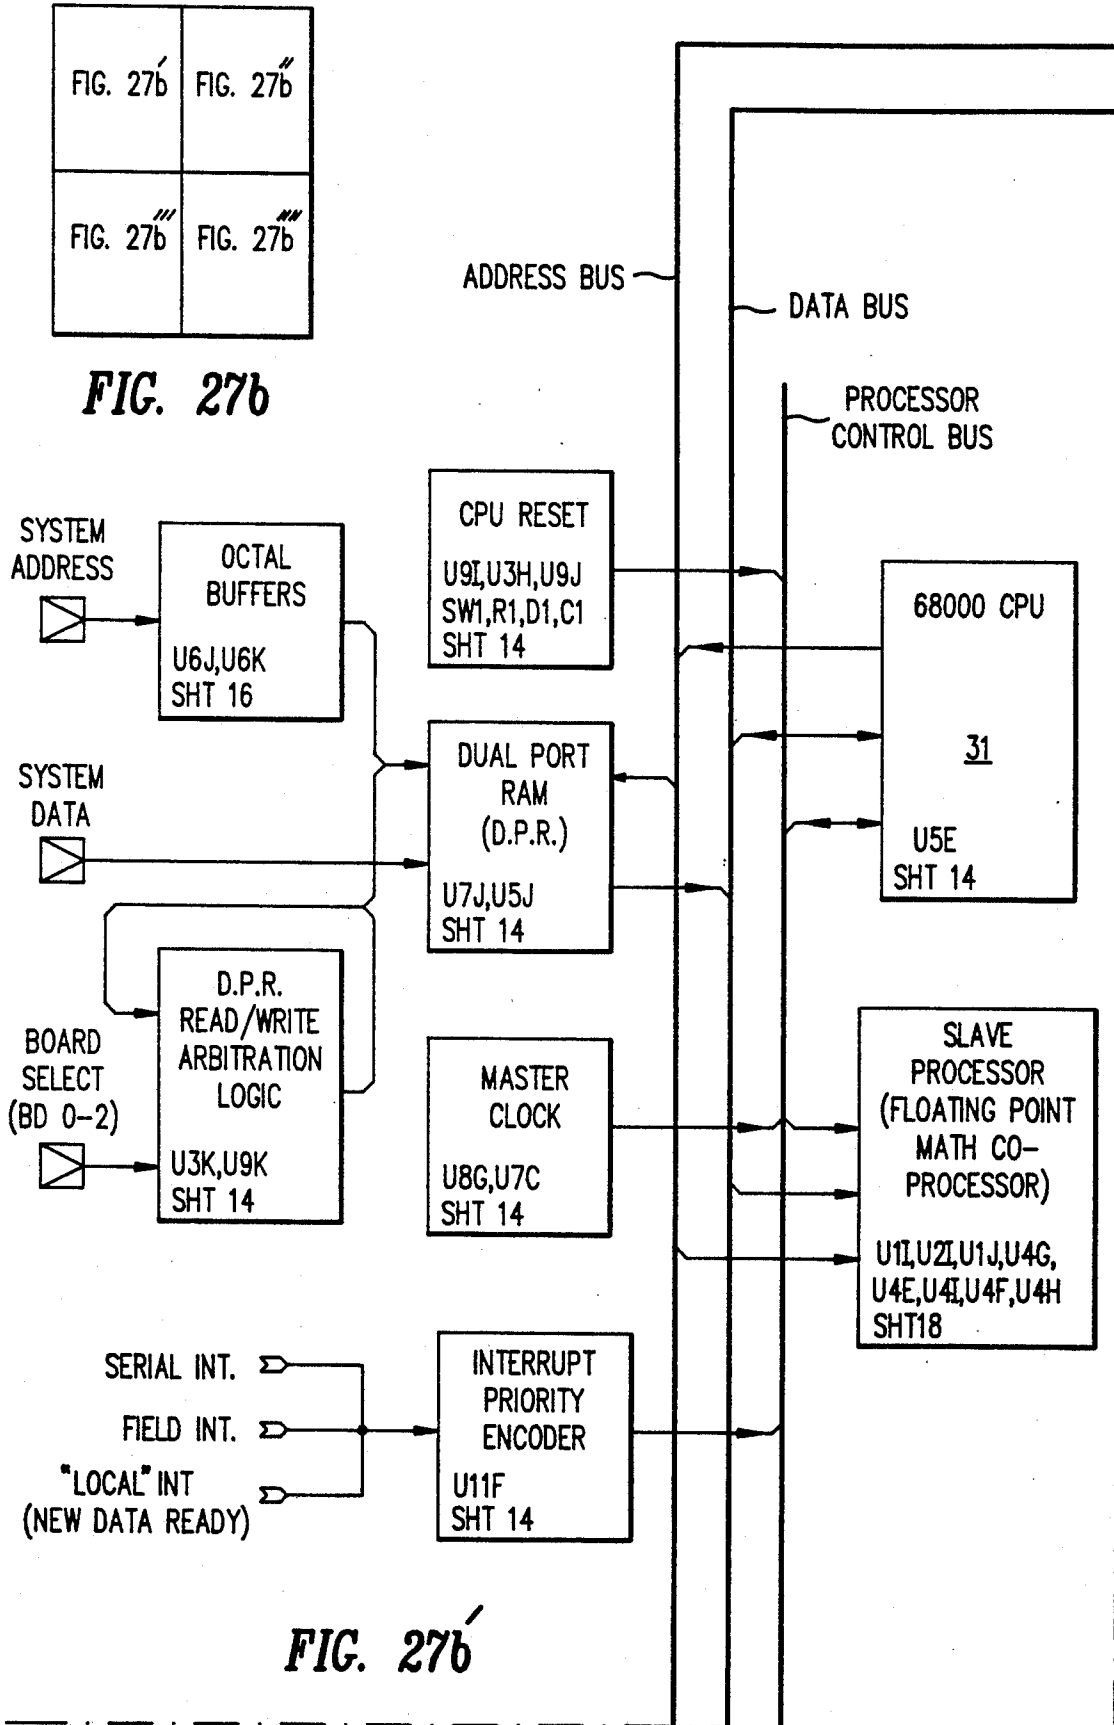 FIG. 27b′ FIG. 27b″
FIG. 27b‴ FIG. 27b⁗
FIG. 27b
ADDRESS BUS
DATA BUS
PROCESSOR
CONTROL BUS
SYSTEM
ADDRESS
OCTAL
BUFFERS
U6J,U6K
SHT 16
CPU RESET
U9I,U3H,U9J
SW1,R1,D1,C1
SHT 14
68000 CPU
31
U5E
SHT 14
SYSTEM
DATA
DUAL PORT
RAM
(D.P.R.)
U7J,U5J
SHT 14
BOARD
SELECT
(BD 0-2)
D.P.R.
READ/WRITE
ARBITRATION
LOGIC
U3K,U9K
SHT 14
MASTER
CLOCK
U8G,U7C
SHT 14
SLAVE
PROCESSOR
(FLOATING POINT
MATH CO-
PROCESSOR)
U1I,U2I,U1J,U4G,
U4E,U4I,U4F,U4H
SHT18
SERIAL INT.
FIELD INT.
"LOCAL" INT
(NEW DATA READY)
INTERRUPT
PRIORITY
ENCODER
U11F
SHT 14
FIG. 27b′